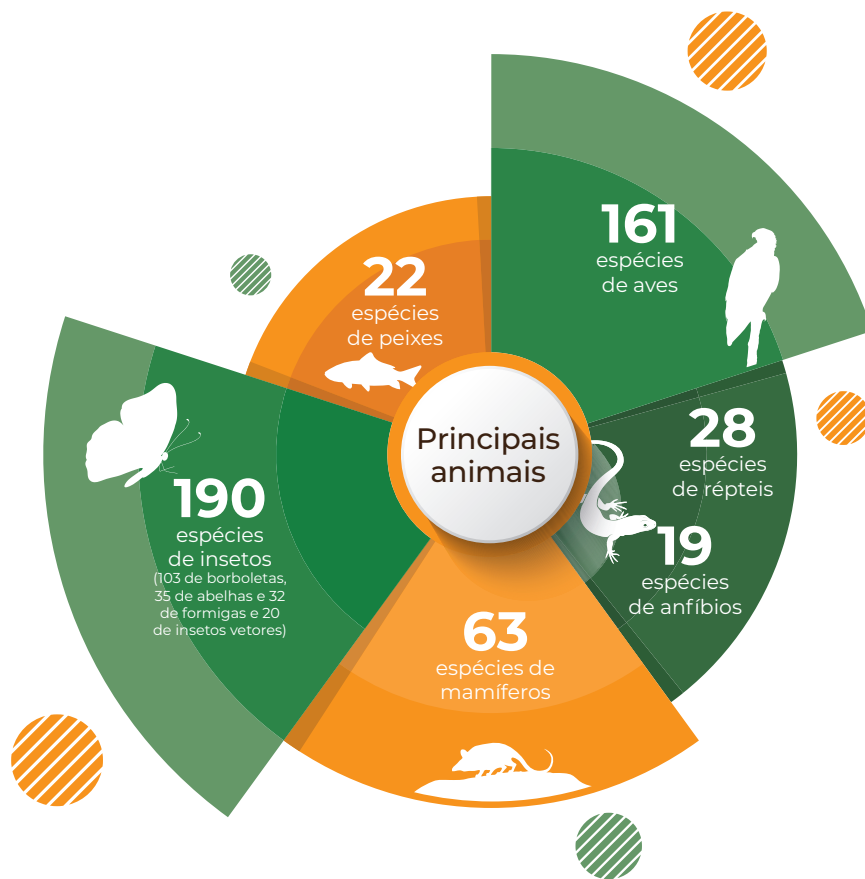 Principais
animais
161
espécies
de aves
28
espécies
de répteis
19
espécies
de anfíbios
63
espécies de
mamíferos
190
espécies
de insetos
(103 de borboletas,
35 de abelhas e 32
de formigas e 20
de insetos vetores)
22
espécies
de peixes